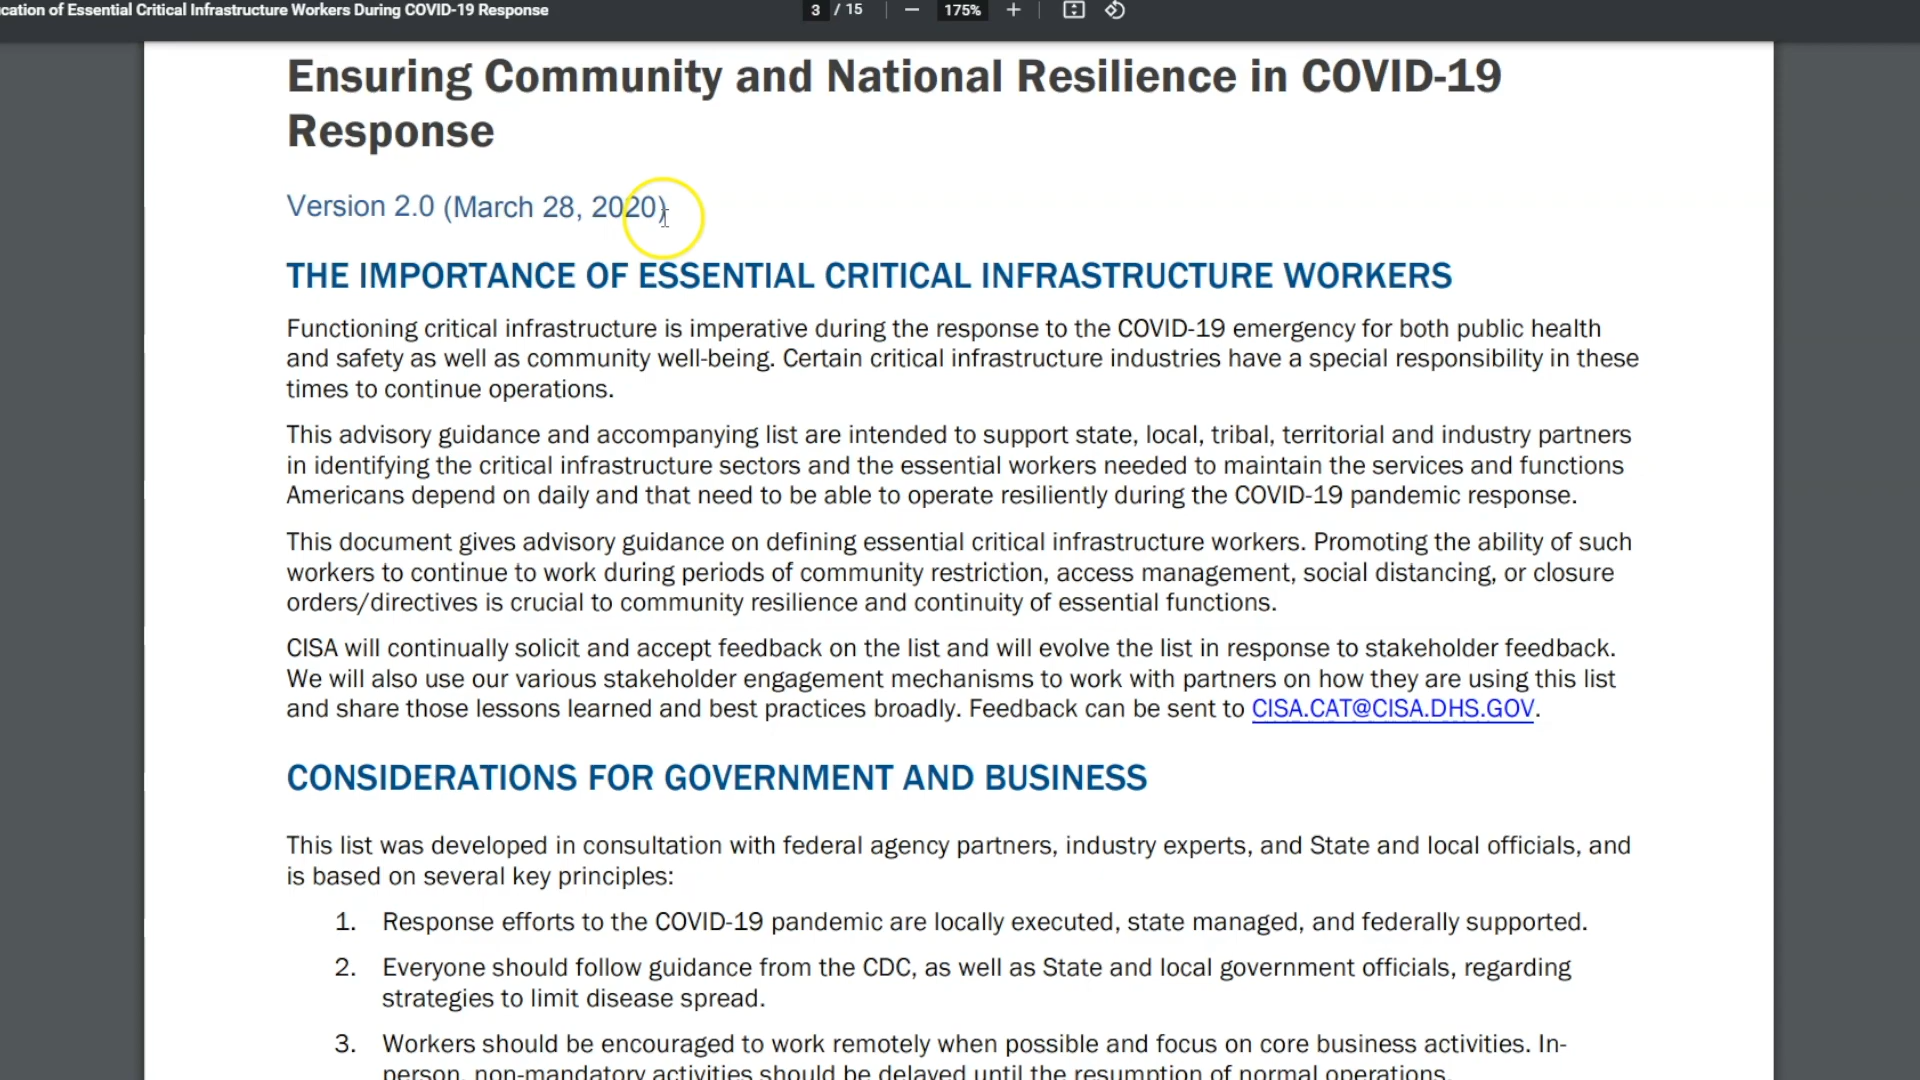 cation of Essential Critical Infrastructure Workers During COVID-19 Response
3 / 15
175%
Ensuring Community and National Resilience in COVID-19
Response
Version 2.0 (March 28, 2020)
THE IMPORTANCE OF ESSENTIAL CRITICAL INFRASTRUCTURE WORKERS
Functioning critical infrastructure is imperative during the response to the COVID-19 emergency for both public health
and safety as well as community well-being. Certain critical infrastructure industries have a special responsibility in these
times to continue operations.
This advisory guidance and accompanying list are intended to support state, local, tribal, territorial and industry partners
in identifying the critical infrastructure sectors and the essential workers needed to maintain the services and functions
Americans depend on daily and that need to be able to operate resiliently during the COVID-19 pandemic response.
This document gives advisory guidance on defining essential critical infrastructure workers. Promoting the ability of such
workers to continue to work during periods of community restriction, access management, social distancing, or closure
orders/directives is crucial to community resilience and continuity of essential functions.
CISA will continually solicit and accept feedback on the list and will evolve the list in response to stakeholder feedback.
We will also use our various stakeholder engagement mechanisms to work with partners on how they are using this list
and share those lessons learned and best practices broadly. Feedback can be sent to CISA.CAT@CISA.DHS.GOV.
CONSIDERATIONS FOR GOVERNMENT AND BUSINESS
This list was developed in consultation with federal agency partners, industry experts, and State and local officials, and
is based on several key principles:
1. Response efforts to the COVID-19 pandemic are locally executed, state managed, and federally supported.
2. Everyone should follow guidance from the CDC, as well as State and local government officials, regarding
strategies to limit disease spread.
3. Workers should be encouraged to work remotely when possible and focus on core business activities. In-
person, non-mandatory activities should be delayed until the resumption of normal operations.